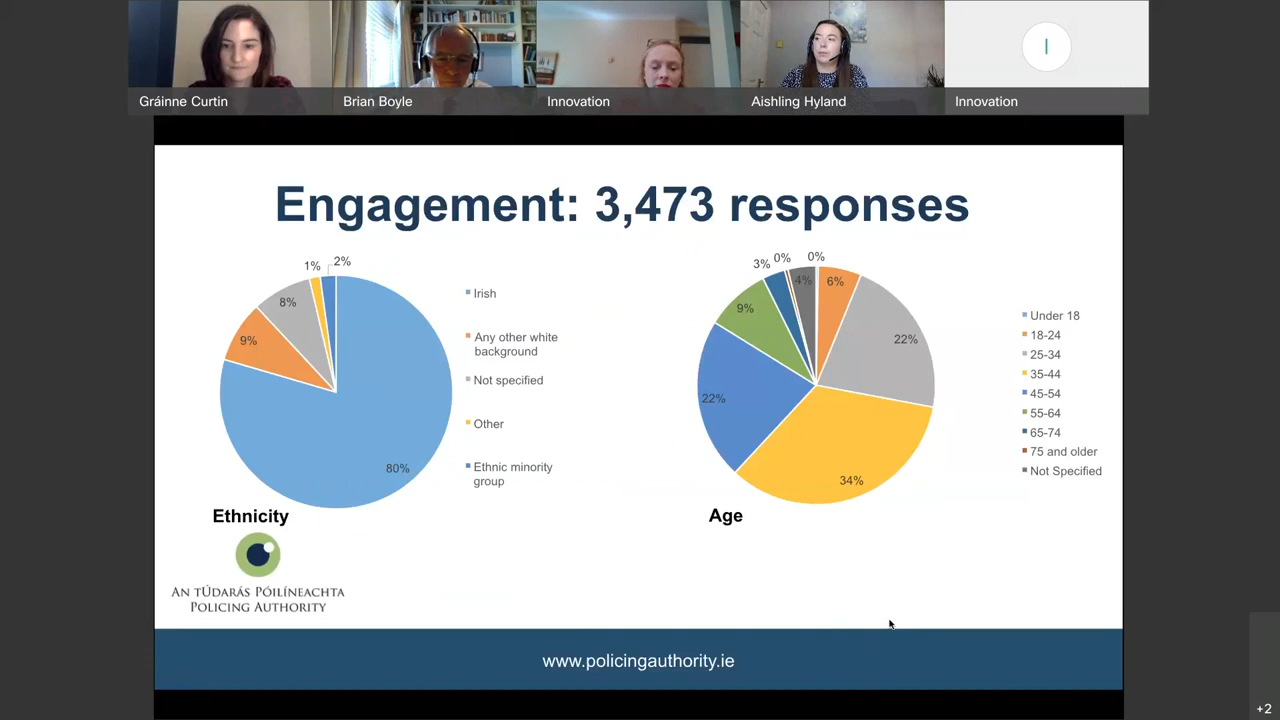 Gráinne Curtin
Brian Boyle
Innovation
Aishling Hyland
I
Innovation
Engagement: 3,473 responses
1%
2%
8%
9%
80%
Irish
Any other white
background
Not specified
Other
Ethnic minority
group
Ethnicity
3%
0%
0%
4%
6%
9%
22%
22%
34%
Under 18
18-24
25-34
35-44
45-54
55-64
65-74
75 and older
Not Specified
Age
An tÚdarás Póilíneachta
Policing Authority
www.policingauthority.ie
+2